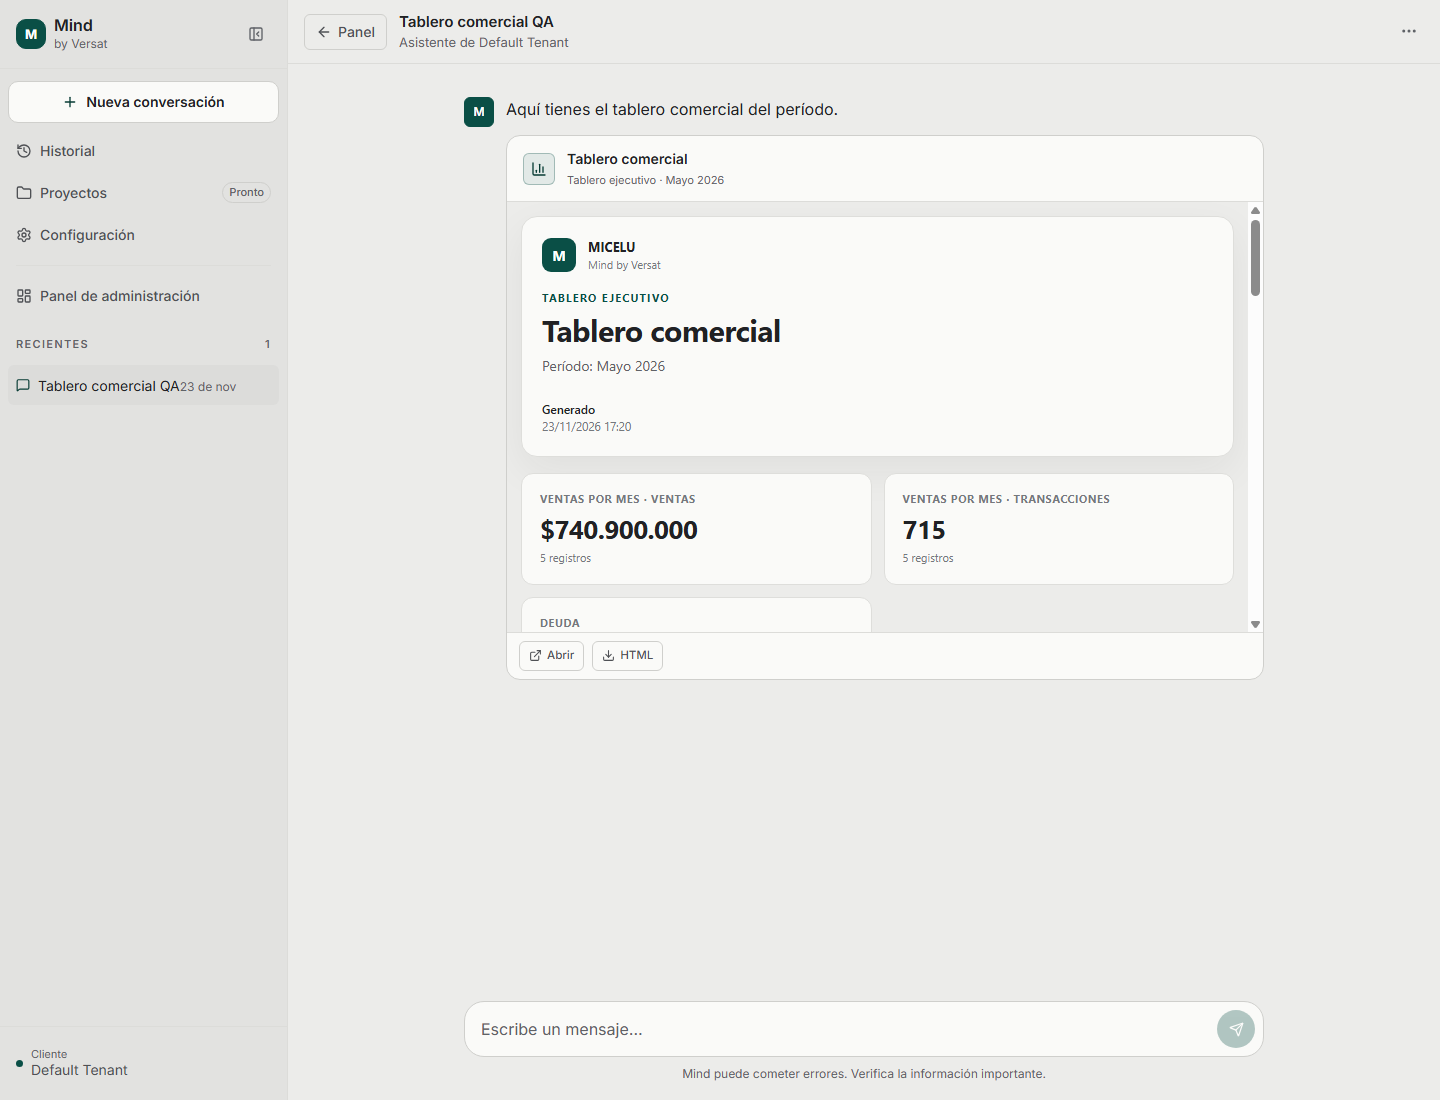 M
Mind
by Versat
Nueva conversación
Historial
Proyectos
Pronto
Configuración
Panel de administración
RECIENTES
1
Tablero comercial QA23 de nov
Cliente
Default Tenant
Panel
Tablero comercial QA
Asistente de Default Tenant
M
Aquí tienes el tablero comercial del período.
Tablero comercial
Tablero ejecutivo · Mayo 2026
M
MICELU
Mind by Versat
TABLERO EJECUTIVO
Tablero comercial
Período: Mayo 2026
Generado
23/11/2026 17:20
VENTAS POR MES · VENTAS
$740.900.000
5 registros
VENTAS POR MES · TRANSACCIONES
715
5 registros
DEUDA
Abrir
HTML
Escribe un mensaje...
Mind puede cometer errores. Verifica la información importante.